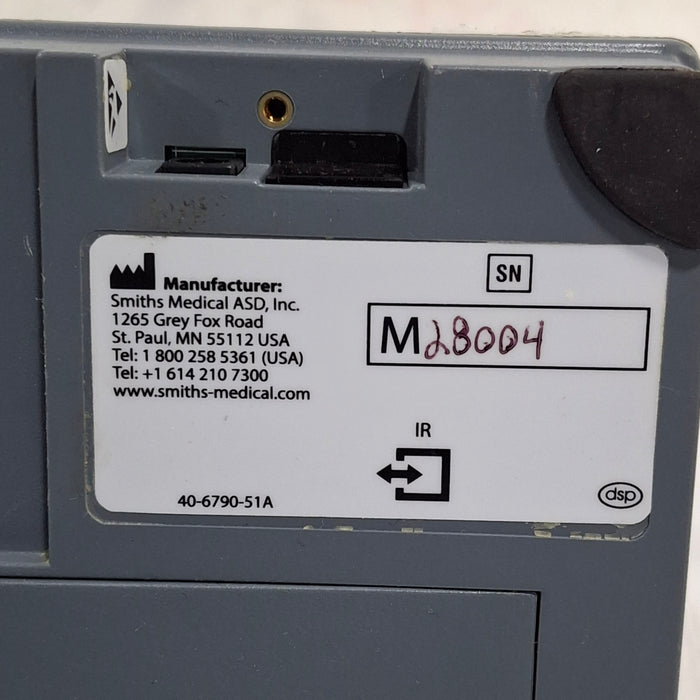 Manufacturer:
Smiths Medical ASD, Inc.
1265 Grey Fox Road
St. Paul, MN 55112 USA
Tel: 1 800 258 5361 (USA)
Tel: +1 614 210 7300
www.smiths-medical.com
SN
M28004
IR
40-6790-51A
dsp